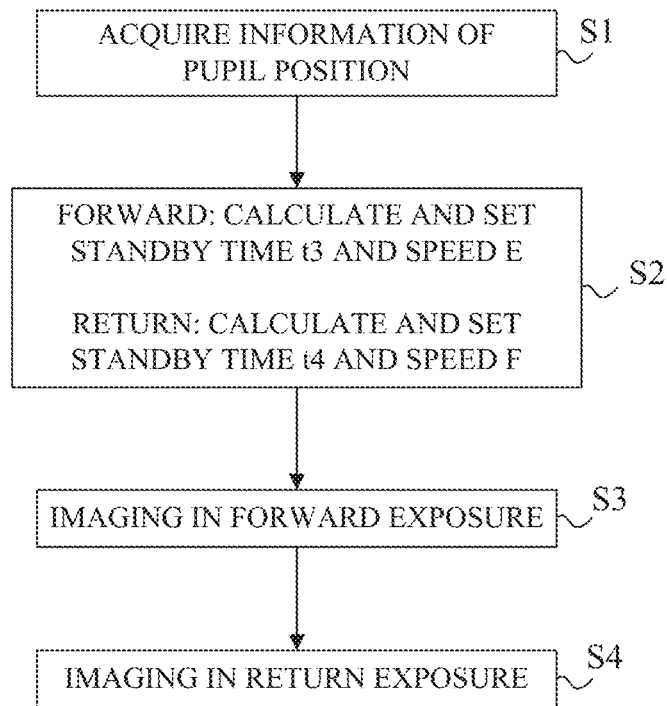 ACQUIRE INFORMATION OF
PUPIL POSITION
S1
FORWARD: CALCULATE AND SET
STANDBY TIME t3 AND SPEED E
RETURN: CALCULATE AND SET
STANDBY TIME t4 AND SPEED F
S2
IMAGING IN FORWARD EXPOSURE
S3
IMAGING IN RETURN EXPOSURE
S4